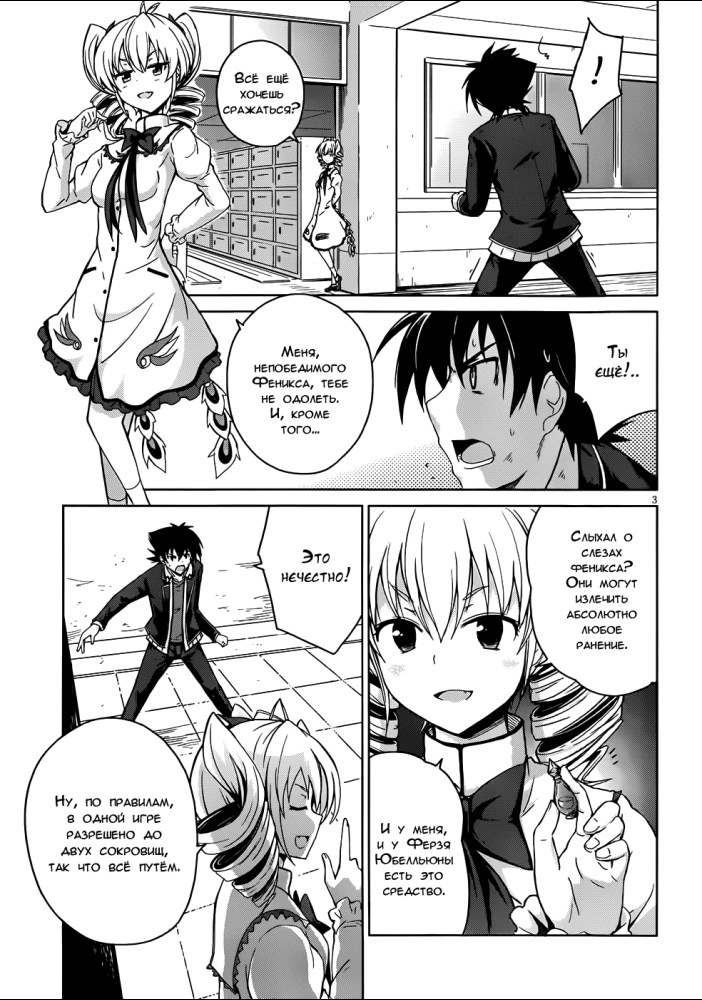 !
Всё ещё
хочешь
сражаться?
Ты
ещё!..
Меня,
непобедимого
Феникса, тебе
не одолеть.
И, кроме
того...
3
Слыхал о
слезах
феникса?
Они могут
излечить
абсолютно
любое
ранение.
И у меня,
и у Ферзя
Юбелльюны
есть это
средство.
Это
нечестно!
Ну, по правилам,
в одной игре
разрешено до
двух сокровищ,
так что всё путём.